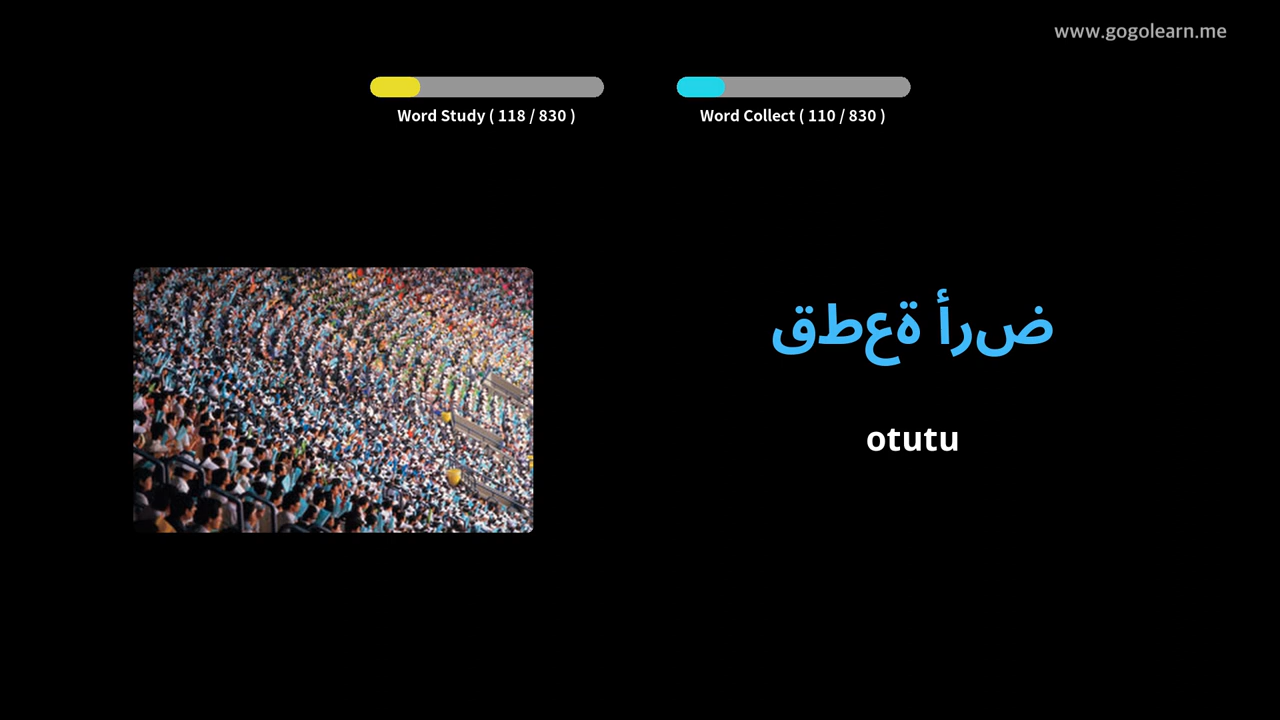 www.gogolearn.me
Word Study ( 118 / 830 )
Word Collect ( 110 / 830 )
قطعة أرض
otutu